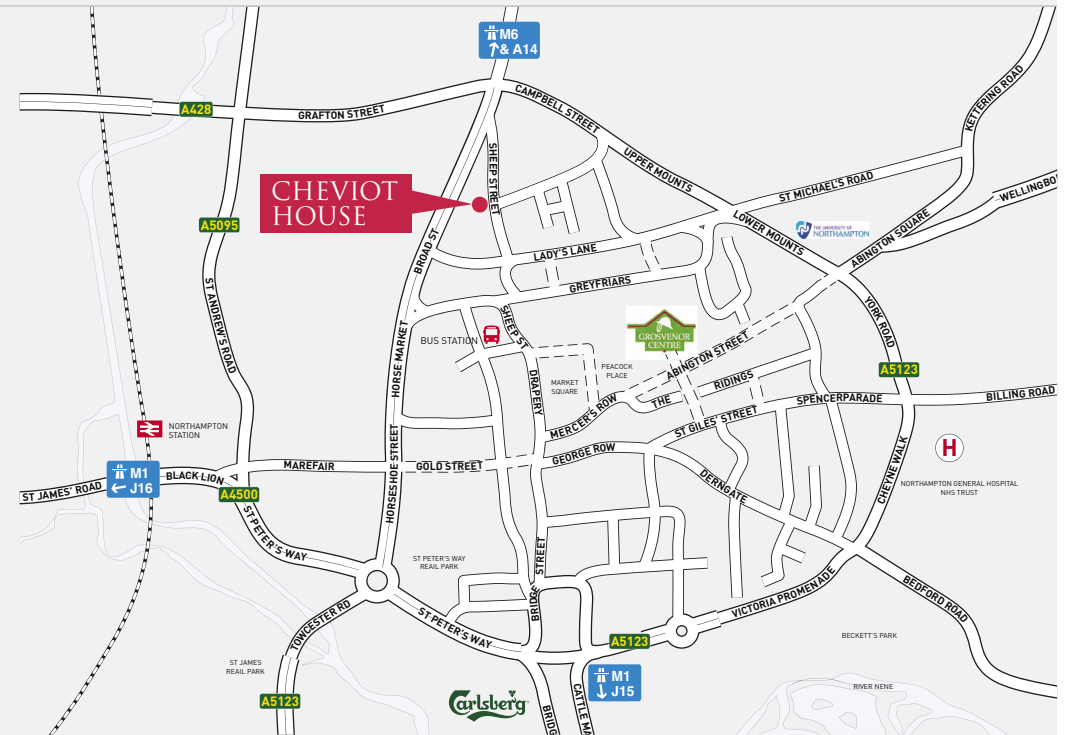 M6
& A14
CAMPBELL STREET
KETTERING ROAD
A428
GRAFTON STREET
UPPER MOUNTS
SHEEP STREET
ST MICHAEL'S ROAD
CHEVIOT
HOUSE
WELLINGBO
A5095
LOWER MOUNTS
THE UNIVERSITY OF
NORTHAMPTON
ABINGTON SQUARE
BROAD ST
LADY'S LANE
GREYFRIARS
ST ANDREWS ROAD
SHEEP ST
YORK ROAD
BUS STATION
GROSVENOR
CENTRE
HORSE MARKET
ABINGTON STREET
PEACOCK
PLACE
A5123
MARKET
SQUARE
DRAPERY
THE RIDINGS
SPENCERPARADE
BILLING ROAD
MERCER'S ROW
ST GILES' STREET
NORTHAMPTON
STATION
H
GEORGE ROW
MAREFAIR
GOLD STREET
HORSESHOE STREET
CHEYNE WALK
M1
J16
BLACK LION
ST JAMES' ROAD
A4500
DERNGATE
NORTHAMPTON GENERAL HOSPITAL
NHS TRUST
ST-PETER'S WAY
ST PETER'S WAY
REAIL PARK
BRIDGE STREET
VICTORIA PROMENADE
BEDFORD ROAD
TOWCESTER RD
ST-PETER'S WAY
A5123
BECKETT'S PARK
ST JAMES
REAIL PARK
M1
J15
RIVER NENE
A5123
Carlsberg
BRIDG
CATTLE MA